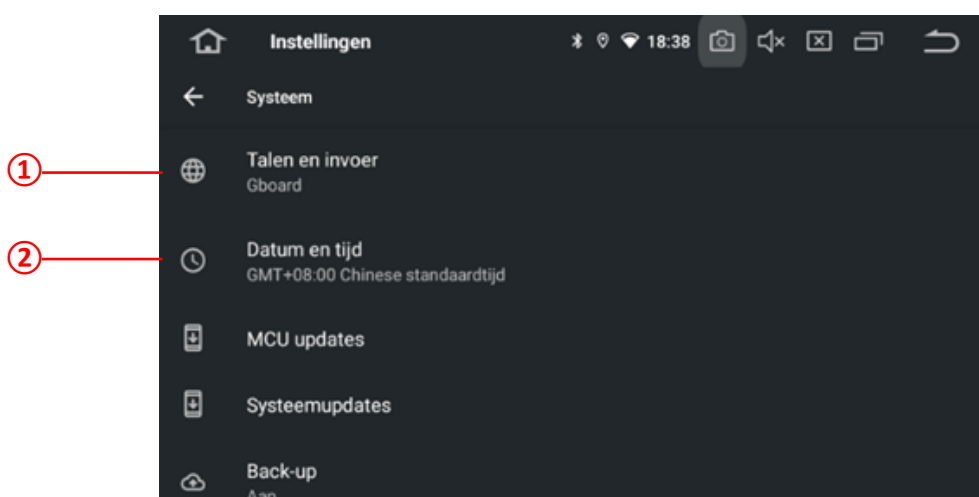 Instellingen 18:38
Systeem
① Talen en invoer
Gboard
② Datum en tijd
GMT+08:00 Chinese standaardtijd
MCU updates
Systeemupdates
Back-up
Aan